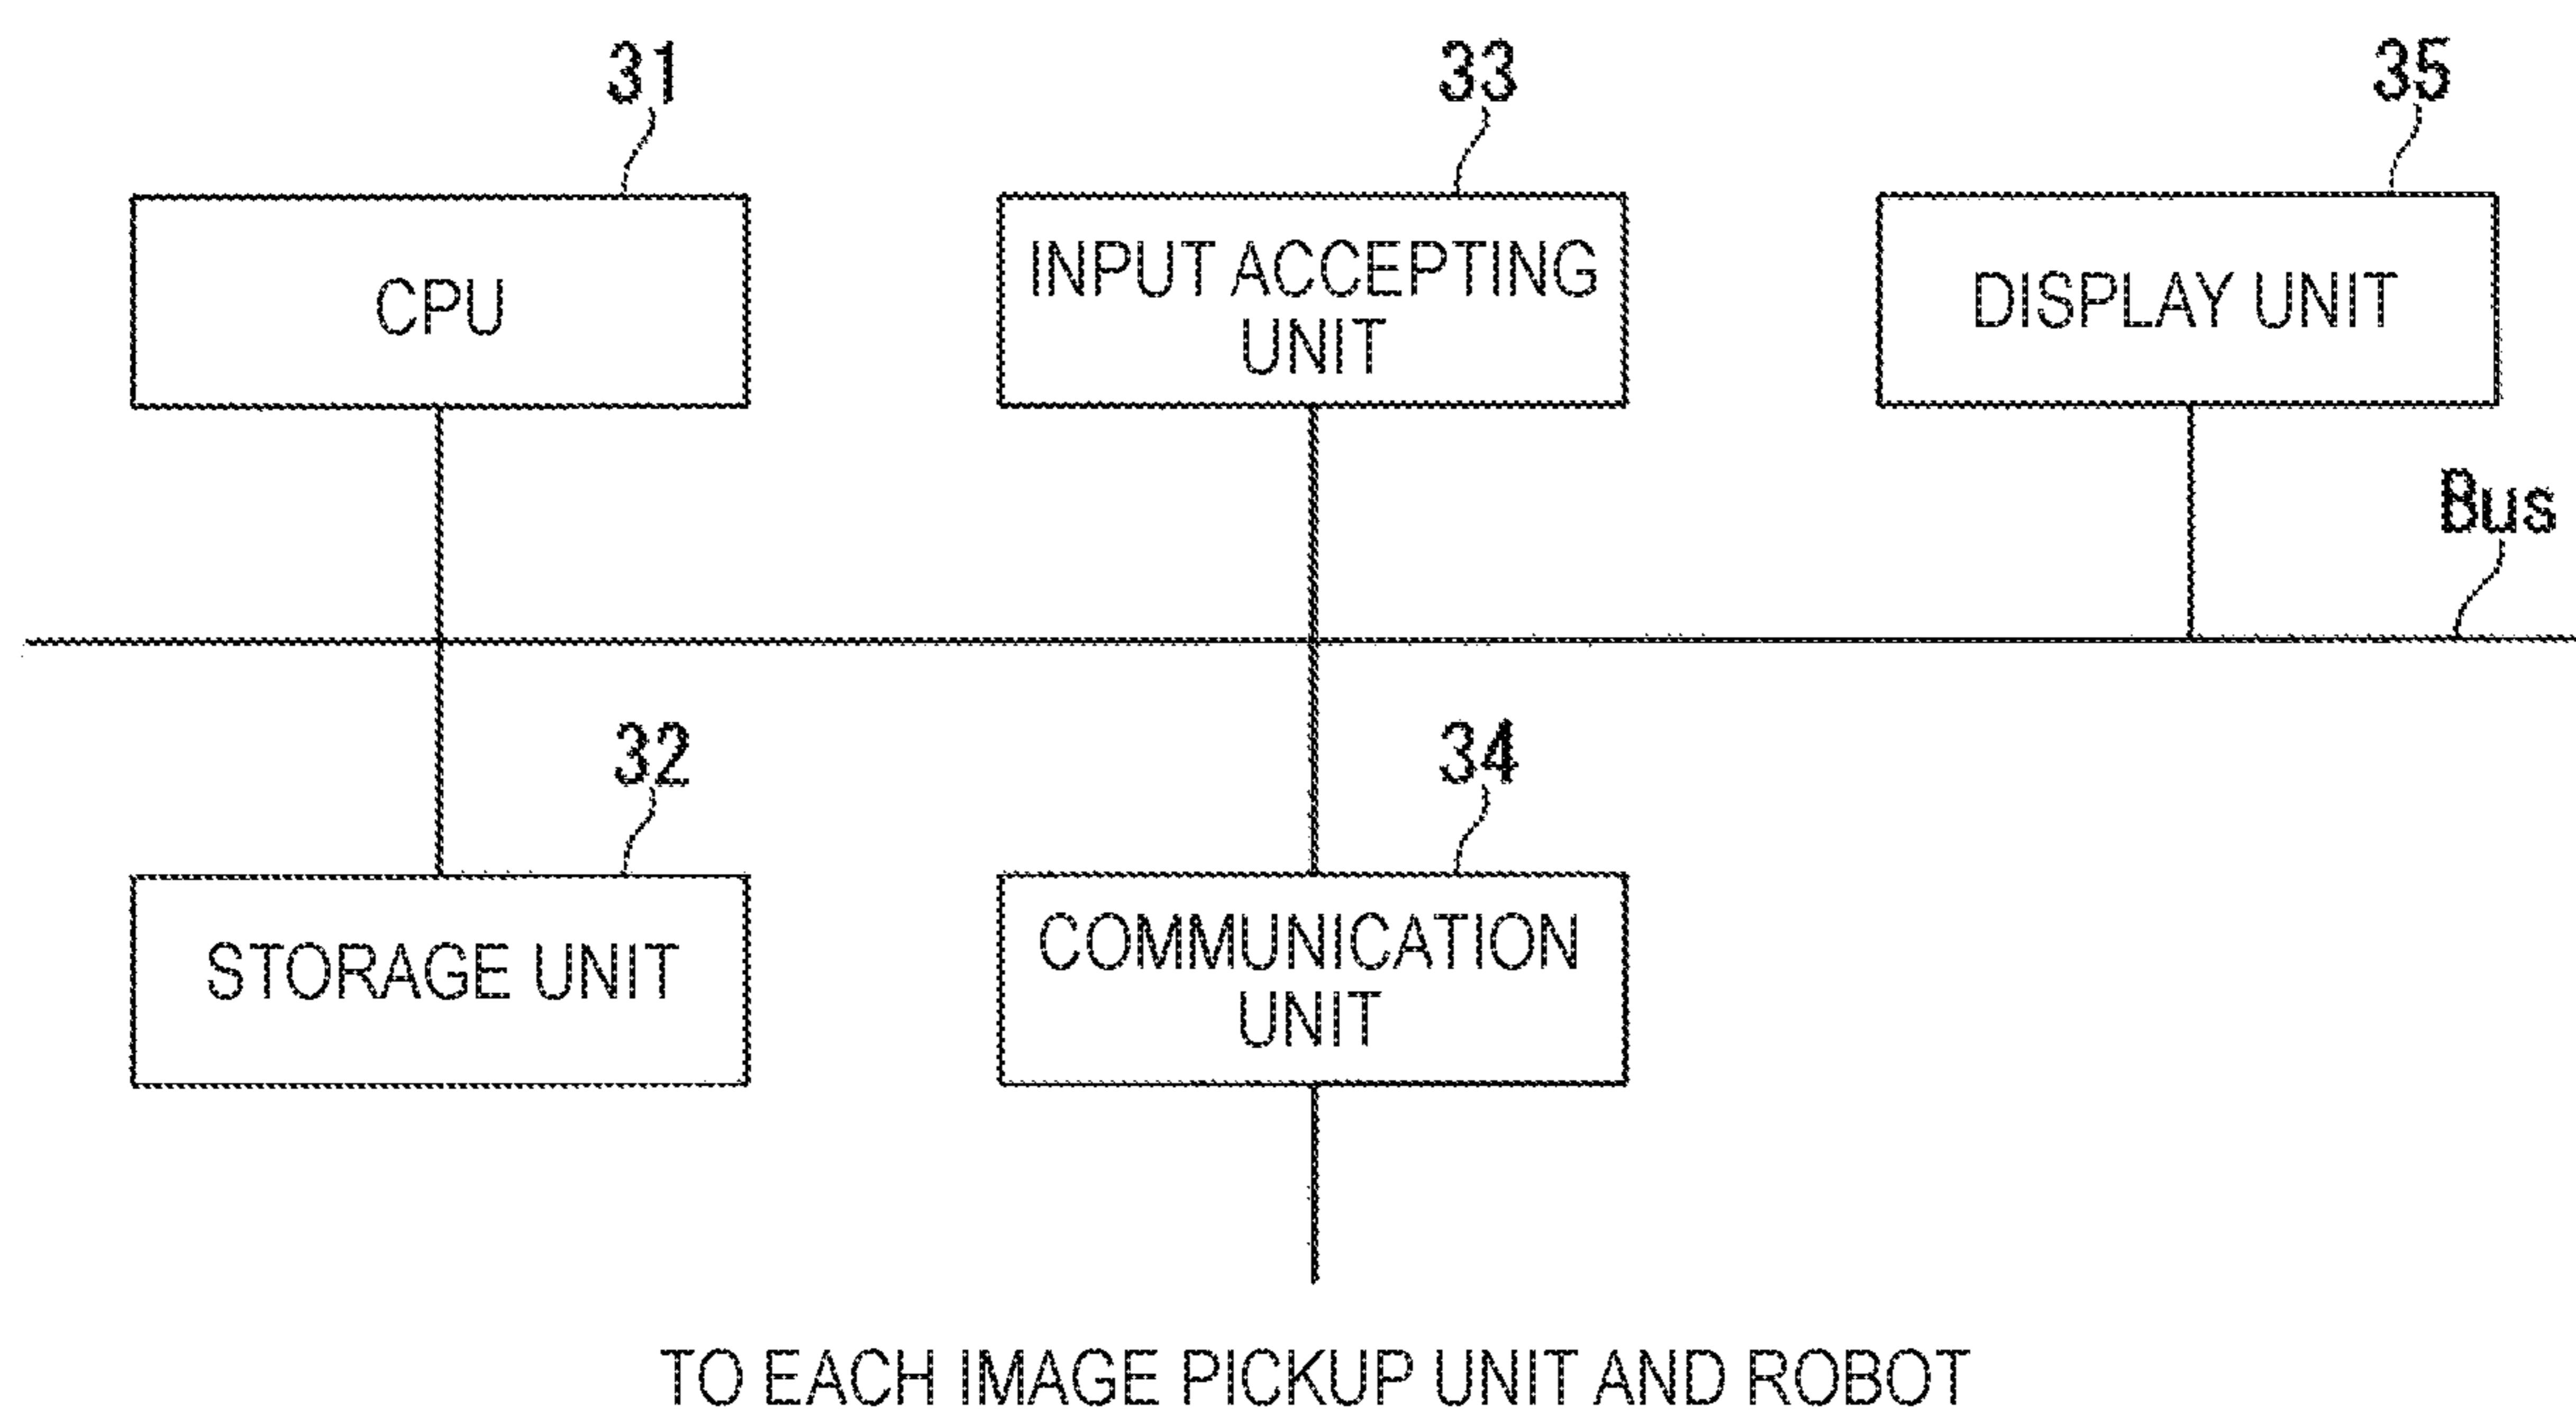 31
33
35
CPU
INPUT ACCEPTING
UNIT
DISPLAY UNIT
Bus
32
34
STORAGE UNIT
COMMUNICATION
UNIT
TO EACH IMAGE PICKUP UNIT AND ROBOT